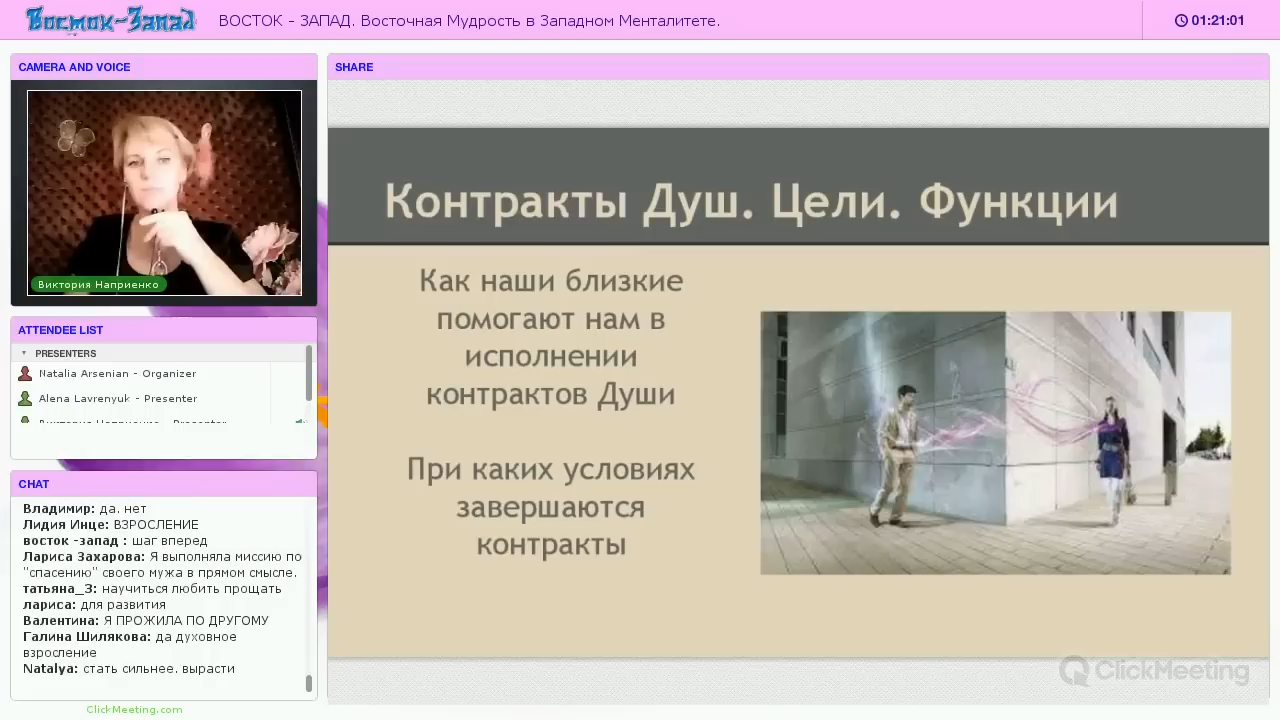 Восток-Запад
ВОСТОК - ЗАПАД. Восточная Мудрость в Западном Менталитете.
01:21:01
CAMERA AND VOICE
Виктория Наприенко
ATTENDEE LIST
PRESENTERS
Natalia Arsenian - Organizer
Alena Lavrenyuk - Presenter
Виктория Наприенко - Presenter
CHAT
Владимир: да. нет
Лидия Инце: ВЗРОСЛЕНИЕ
восток -запад : шаг вперед
Лариса Захарова: Я выполняла миссию по
"спасению" своего мужа в прямом смысле.
татьяна_3: научиться любить прощать
лариса: для развития
Валентина: Я ПРОЖИЛА ПО ДРУГОМУ
Галина Шилякова: да духовное
взросление
Natalya: стать сильнее. вырасти
ClickMeeting.com
SHARE
Контракты Душ. Цели. Функции
Как наши близкие
помогают нам в
исполнении
контрактов Души
При каких условиях
завершаются
контракты
ClickMeeting